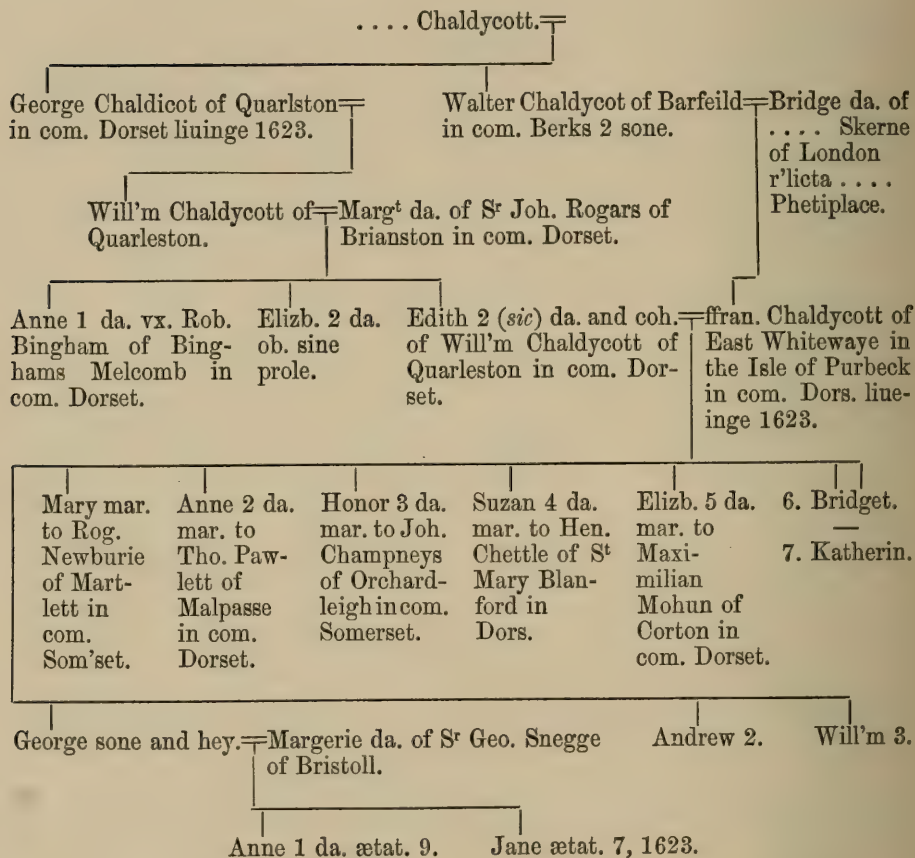 . . . . Chaldycott.
George Chaldicot of Quarlston
in com. Dorset liuinge 1623.
Walter Chaldycot of Barfeild
in com. Berks 2 sone.
Bridge da. of
. . . . Skerne
of London
r'licta . . . .
Phetiplace.
Will'm Chaldycott of
Quarleston.
Margᵗ da. of Sʳ Joh. Rogars of
Brianston in com. Dorset.
Anne 1 da. vx. Rob.
Bingham of Bing-
hams Melcomb in
com. Dorset.
Elizb. 2 da.
ob. sine
prole.
Edith 2 (sic) da. and coh.
of Will'm Chaldycott of
Quarleston in com. Dor-
set.
ffran. Chaldycott of
East Whitewaye in
the Isle of Purbeck
in com. Dors. liue-
inge 1623.
Mary mar.
to Rog.
Newburie
of Mart-
lett in
com.
Som'set.
Anne 2 da.
mar. to
Tho. Paw-
lett of
Malpasse
in com.
Dorset.
Honor 3 da.
mar. to Joh.
Champneys
of Orchard-
leigh in com.
Somerset.
Suzan 4 da.
mar. to Hen.
Chettle of Sᵗ
Mary Blan-
ford in
Dors.
Elizb. 5 da.
mar. to
Maxi-
milian
Mohun of
Corton in
com. Dorset.
6. Bridget.
—
7. Katherin.
George sone and hey.
Margerie da. of Sʳ Geo. Snegge
of Bristoll.
Andrew 2.
Will'm 3.
Anne 1 da. ætat. 9.
Jane ætat. 7, 1623.